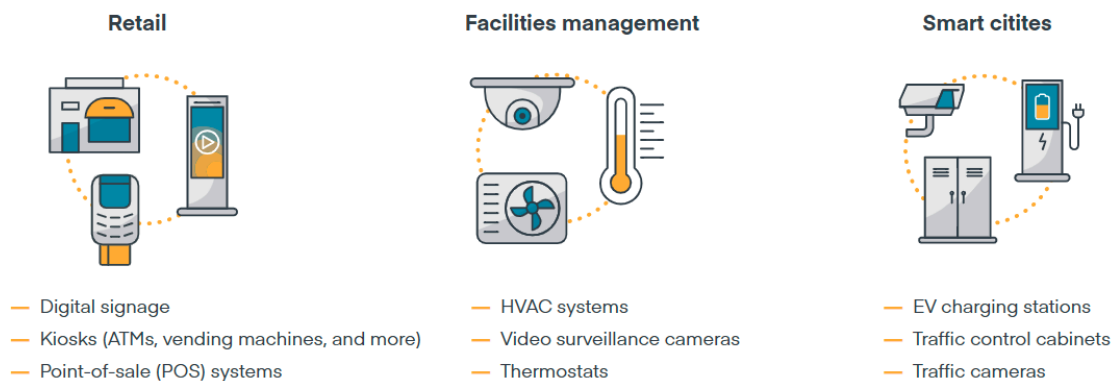 Retail
Digital signage
Kiosks (ATMs, vending machines, and more)
Point-of-sale (POS) systems
Facilities management
HVAC systems
Video surveillance cameras
Thermostats
Smart citites
EV charging stations
Traffic control cabinets
Traffic cameras